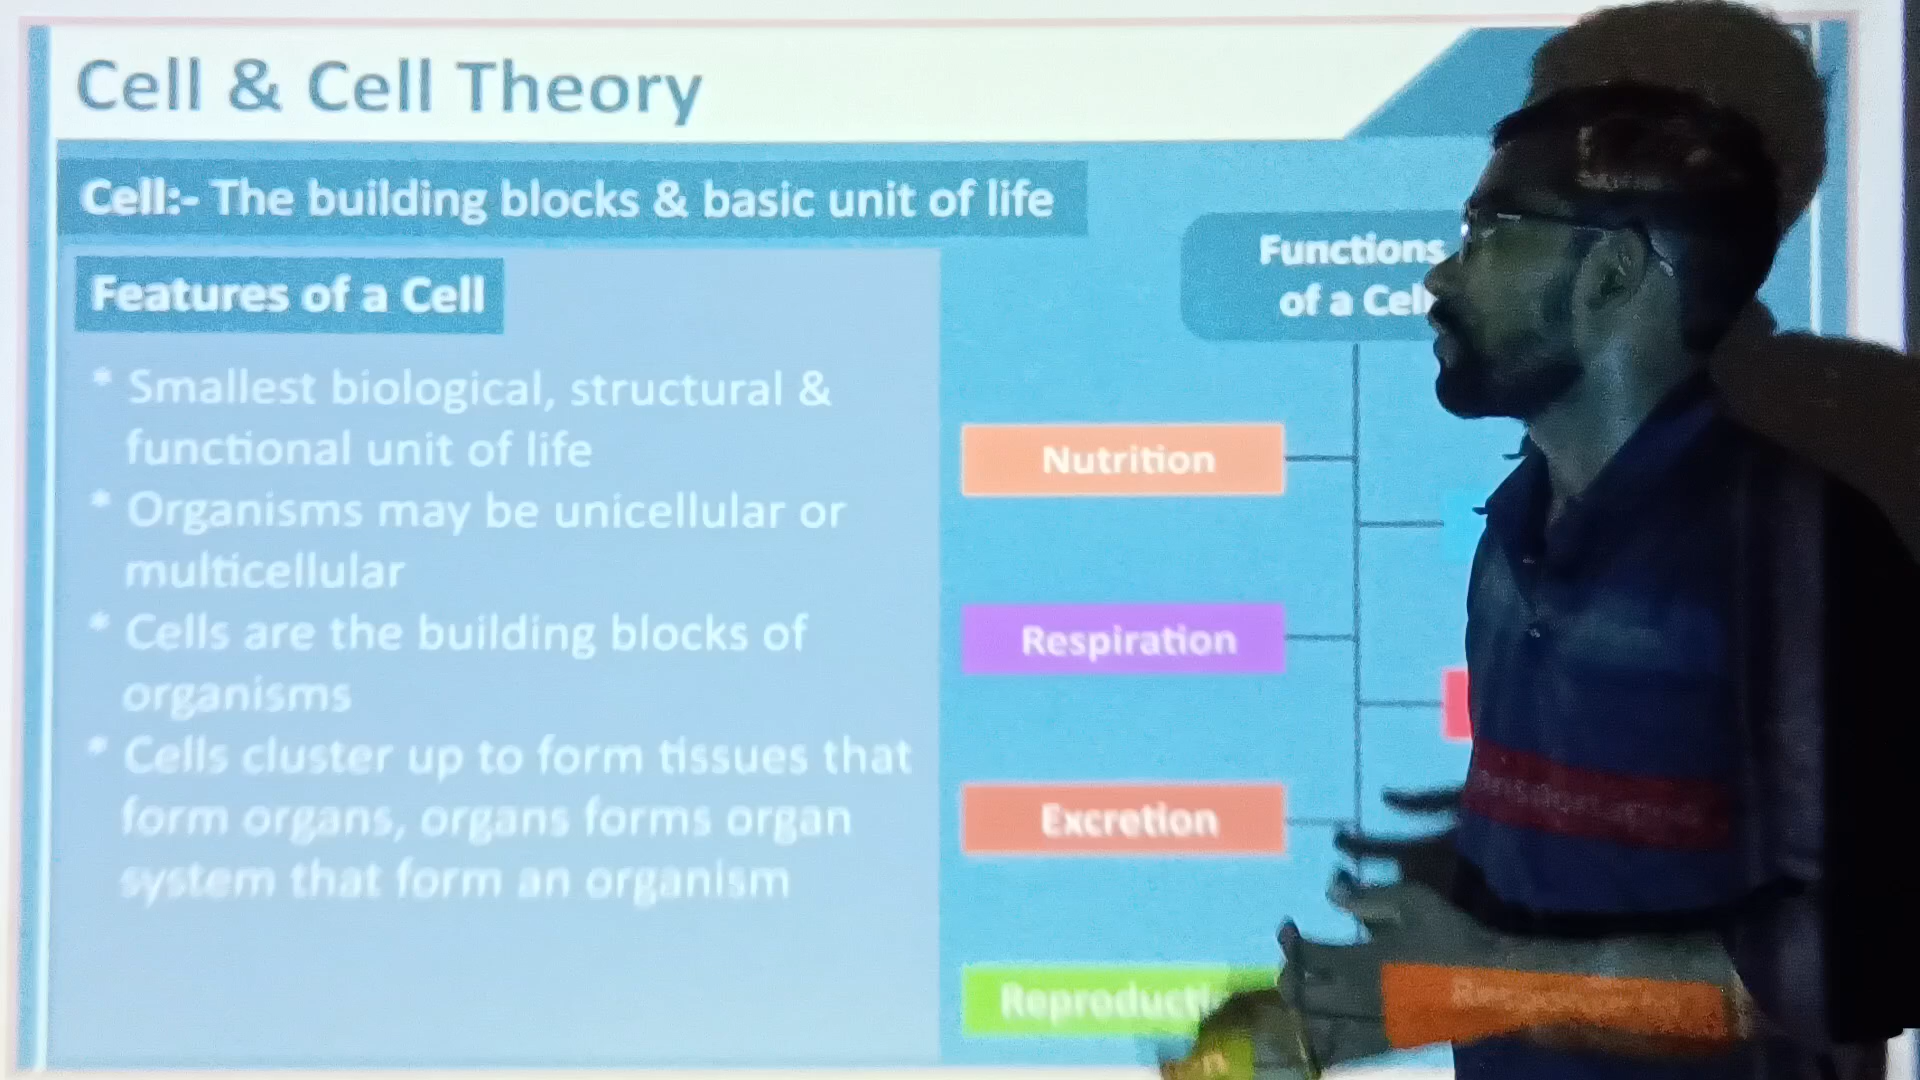 Cell & Cell Theory
Cell:- The building blocks & basic unit of life
Features of a Cell
* Smallest biological, structural &
functional unit of life
* Organisms may be unicellular or
multicellular
* Cells are the building blocks of
organisms
* Cells cluster up to form tissues that
form organs, organs forms organ
system that form an organism
Functions
of a Cell
Nutrition
Respiration
Excretion